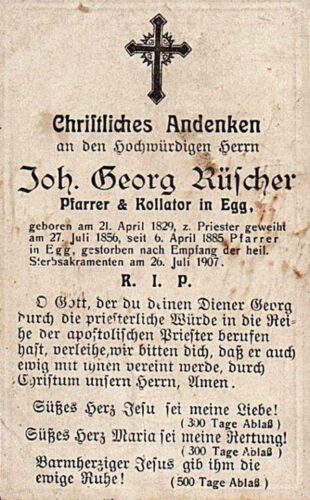 Christliches Andenken
an den Hochwürdigen Herrn
Joh. Georg Rüscher
Pfarrer & Kollator in Egg,
geboren am 21. April 1829, z. Priester geweiht
am 27. Juli 1856, seit 6. April 1885 Pfarrer
in Egg, gestorben nach Empfang der heil.
Sterbsakramenten am 26. Juli 1907.
R. I. P.
O Gott, der du deinen Diener Georg
durch die priesterliche Würde in die Rei-
he der apostolischen Priester berufen
hast, verleihe, wir bitten dich, daß er auch
ewig mit ihnen vereint werde, durch
Christum unsern Herrn, Amen.
Süßes Herz Jesu sei meine Liebe!
(300 Tage Ablaß)
Süßes Herz Maria sei meine Rettung!
(300 Tage Ablaß)
Barmherziger Jesus gib ihm die
ewige Ruhe! (500 Tage Ablaß)